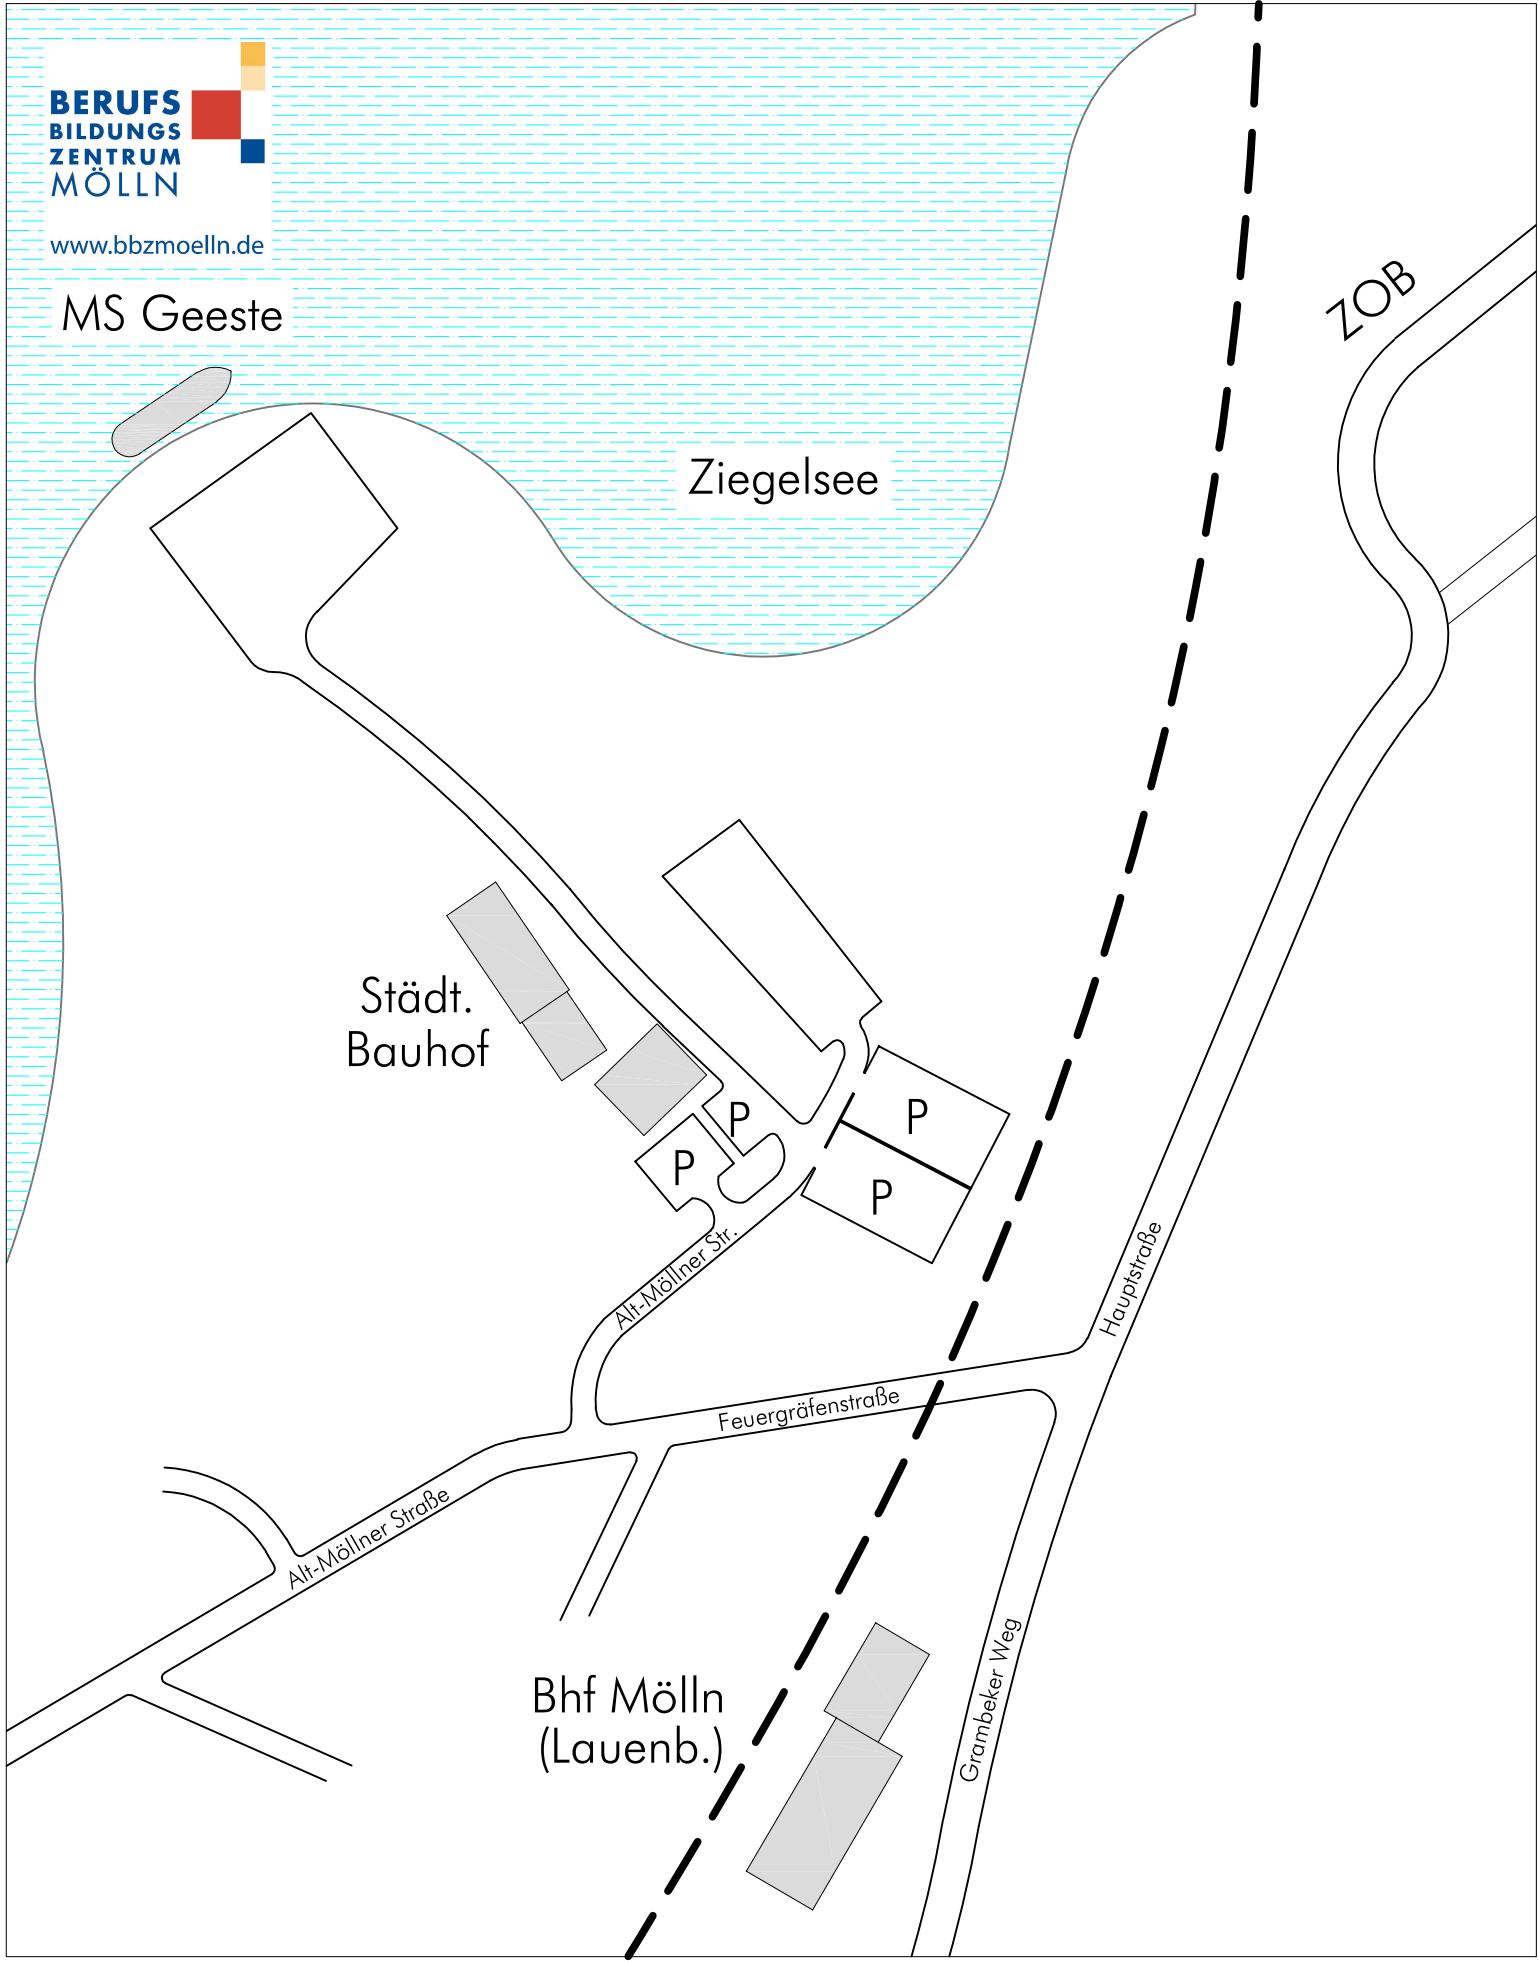 BERUFS
BILDUNGS
ZENTRUM
MÖLLN
www.bbzmoelln.de
MS Geeste
ZOB
Ziegelsee
Städt.
Bauhof
P
P
P
P
Alt-Möllner Str.
Hauptstraße
Feuergräfenstraße
Alt-Möllner Straße
Grambeker Weg
Bhf Mölln
(Lauenb.)